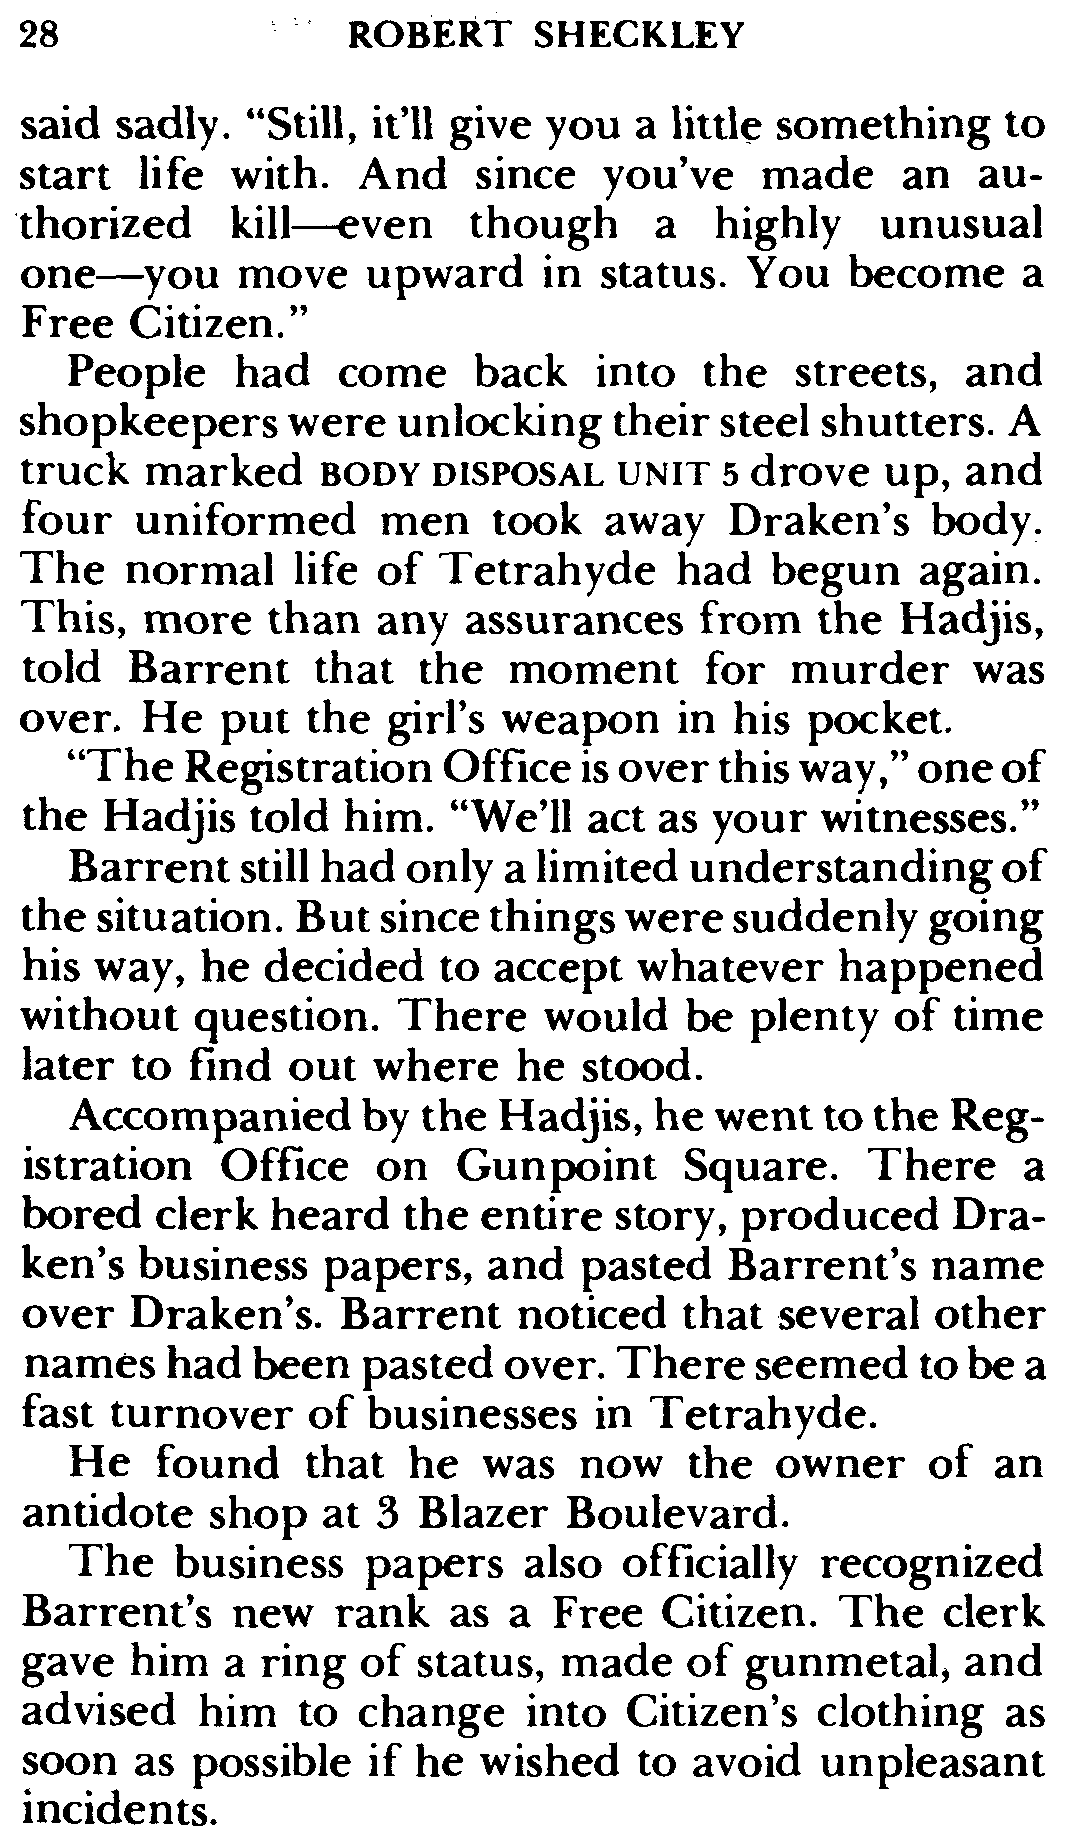 28 ROBERT SHECKLEY
said sadly. “Still, it’ll give you a little something to
start life with. And since you’ve made an au-
thorized kill—even though a highly unusual
one—you move upward in status. You become a
Free Citizen.”
People had come back into the streets, and
shopkeepers were unlocking their steel shutters. A
truck marked BODY DISPOSAL UNIT 5 drove up, and
four uniformed men took away Draken’s body.
The normal life of Tetrahyde had begun again.
This, more than any assurances from the Hadjis,
told Barrent that the moment for murder was
over. He put the girl’s weapon in his pocket.
“The Registration Office is over this way,” one of
the Hadjis told him. “We’ll act as your witnesses.”
Barrent still had only a limited understanding of
the situation. But since things were suddenly going
his way, he decided to accept whatever happened
without question. There would be plenty of time
later to find out where he stood.
Accompanied by the Hadjis, he went to the Reg-
istration Office on Gunpoint Square. There a
bored clerk heard the entire story, produced Dra-
ken’s business papers, and pasted Barrent’s name
over Draken’s. Barrent noticed that several other
names had been pasted over. There seemed to be a
fast turnover of businesses in Tetrahyde.
He found that he was now the owner of an
antidote shop at 3 Blazer Boulevard.
The business papers also officially recognized
Barrent’s new rank as a Free Citizen. The clerk
gave him a ring of status, made of gunmetal, and
advised him to change into Citizen’s clothing as
soon as possible if he wished to avoid unpleasant
incidents.